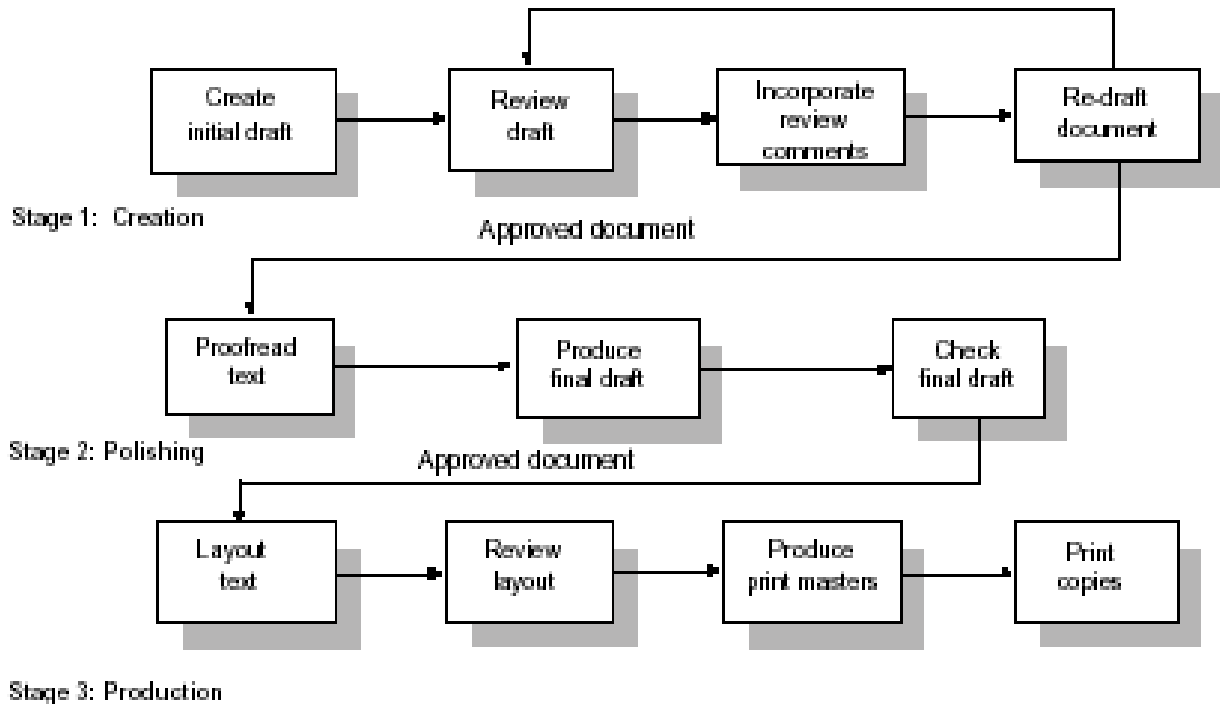 Create
initial draft
Review
draft
Incorporate
review
comments
Re-draft
document
Stage 1: Creation
Approved document
Proofread
text
Produce
final draft
Check
final draft
Stage 2: Polishing
Approved document
Layout
text
Review
layout
Produce
print masters
Print
copies
Stage 3: Production